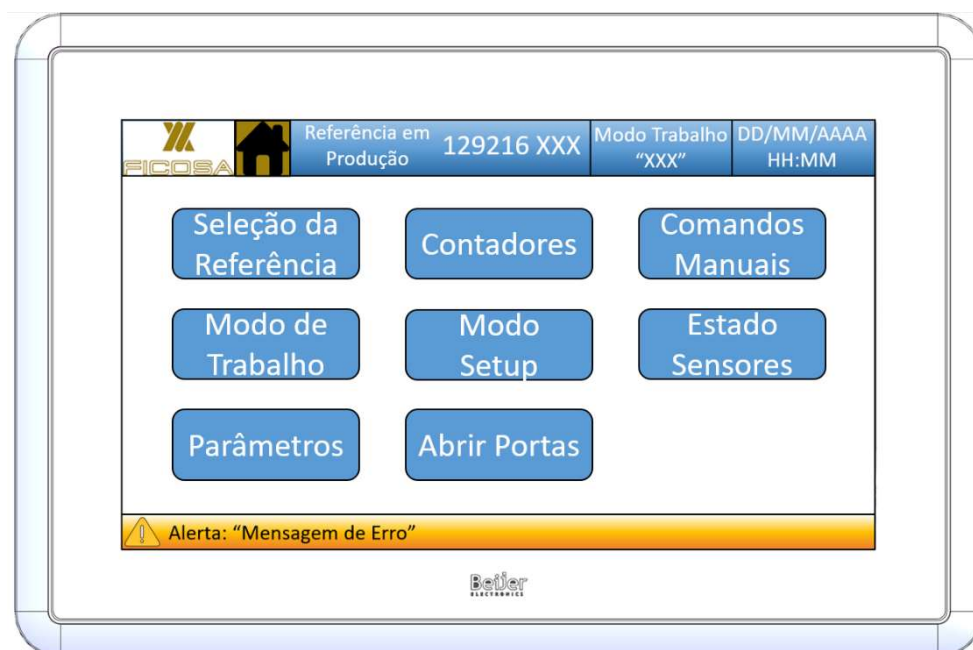 FICOSA
Referência em
Produção
129216 XXX
Modo Trabalho
“XXX”
DD/MM/AAAA
HH:MM
Seleção da
Referência
Contadores
Comandos
Manuais
Modo de
Trabalho
Modo
Setup
Estado
Sensores
Parâmetros
Abrir Portas
Alerta: “Mensagem de Erro”
Beijer
ELECTRONICS